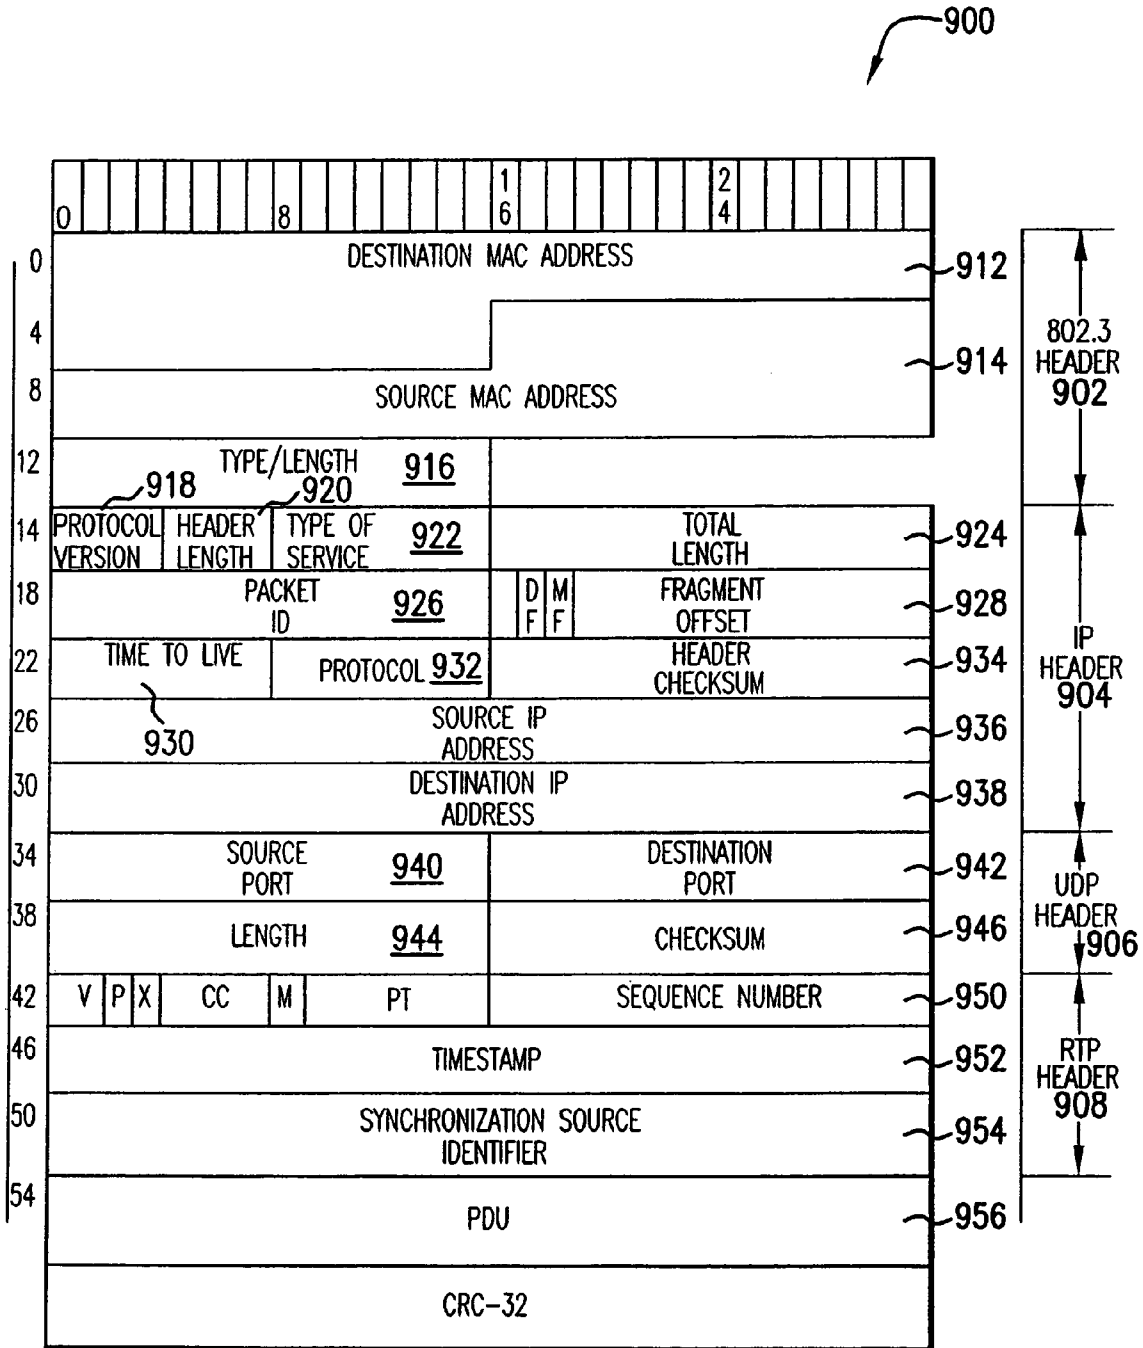 900
0 8 16 24
0 DESTINATION MAC ADDRESS 912
4
914
8 SOURCE MAC ADDRESS
802.3
HEADER
902
12 TYPE/LENGTH 916
918 920
14 PROTOCOL VERSION HEADER LENGTH TYPE OF SERVICE 922 TOTAL LENGTH 924
18 PACKET ID 926 DF MF FRAGMENT OFFSET 928
22 TIME TO LIVE PROTOCOL 932 HEADER CHECKSUM 934
930
IP
HEADER
904
26 SOURCE IP ADDRESS 936
30 DESTINATION IP ADDRESS 938
34 SOURCE PORT 940 DESTINATION PORT 942
38 LENGTH 944 CHECKSUM 946
UDP
HEADER
906
42 V P X CC M PT SEQUENCE NUMBER 950
46 TIMESTAMP 952
50 SYNCHRONIZATION SOURCE IDENTIFIER 954
RTP
HEADER
908
54 PDU 956
CRC-32